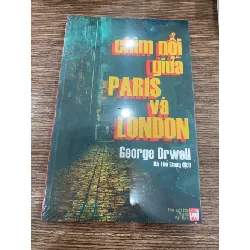 chìm nổi
giữa
PARIS và
LONDON
George Orwell